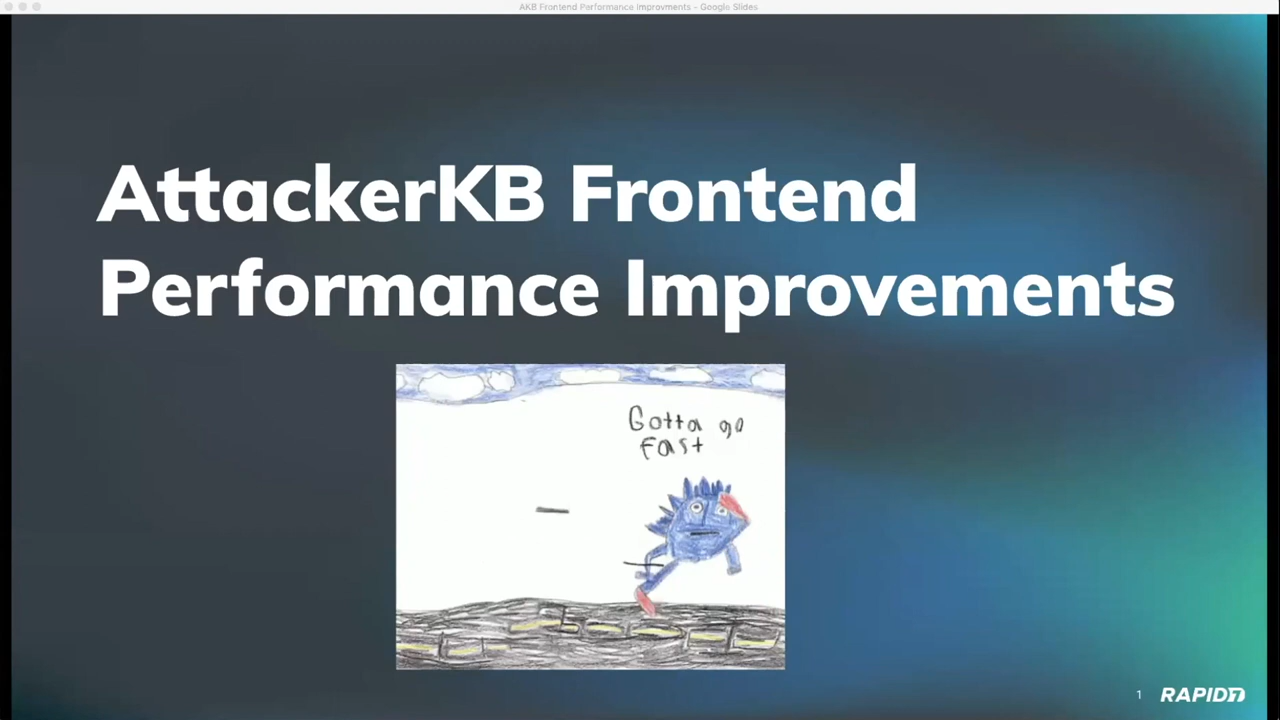 AKB Frontend Performance Improvments - Google Slides
AttackerKB Frontend
Performance Improvements
Gotta go
fast
1 RAPID7